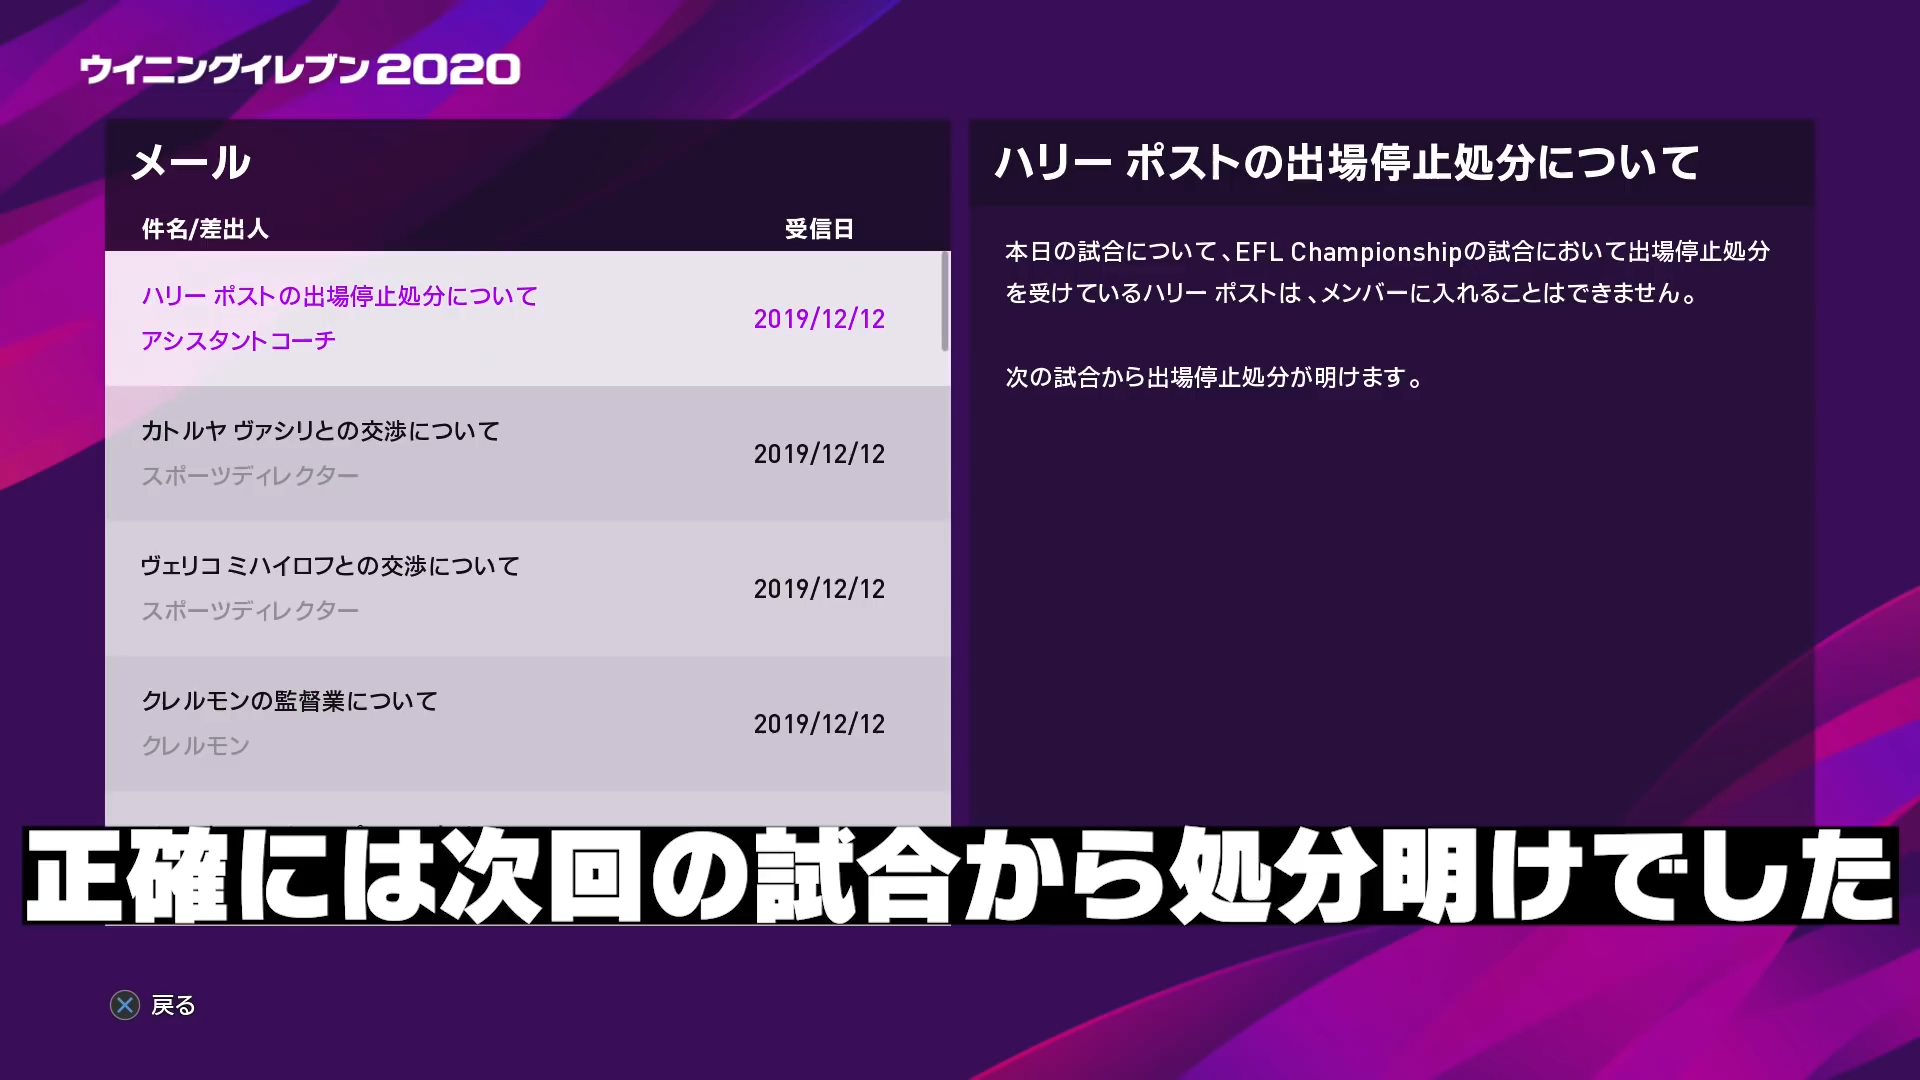 ウイニングイレブン2020
メール
件名/差出人 受信日
ハリー ポストの出場停止処分について
アシスタントコーチ
2019/12/12
カトルヤ ヴァシリとの交渉について
スポーツディレクター
2019/12/12
ヴェリコ ミハイロフとの交渉について
スポーツディレクター
2019/12/12
クレルモンの監督業について
クレルモン
2019/12/12
ハリー ポストの出場停止処分について
本日の試合について、EFL Championshipの試合において出場停止処分
を受けているハリー ポストは、メンバーに入れることはできません。
次の試合から出場停止処分が明けます。
正確には次回の試合から処分明けでした
戻る